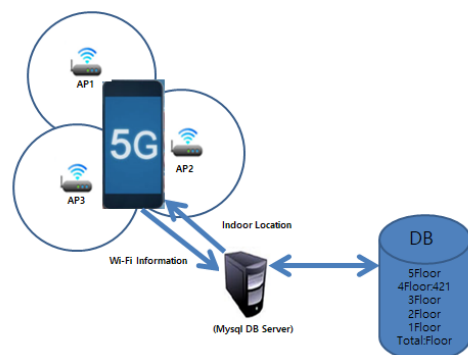 AP1
5G
AP2
AP3
Indoor Location
Wi-Fi Information
(Mysql DB Server)
DB
5Floor
4Floor:421
3Floor
2Floor
1Floor
Total:Floor